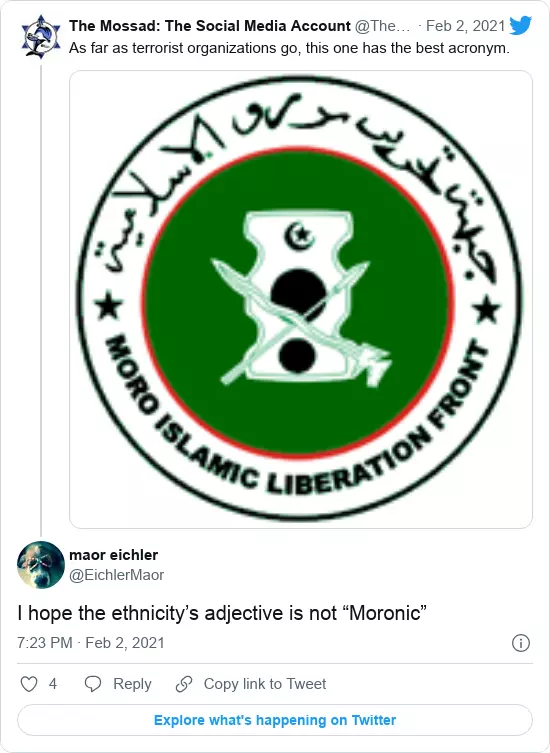 The Mossad: The Social Media Account @The... · Feb 2, 2021
As far as terrorist organizations go, this one has the best acronym.
جبهة تحرير مورو الإسلامية
MORO ISLAMIC LIBERATION FRONT
maor eichler
@EichlerMaor
I hope the ethnicity’s adjective is not “Moronic”
7:23 PM · Feb 2, 2021
4 Reply Copy link to Tweet
Explore what's happening on Twitter